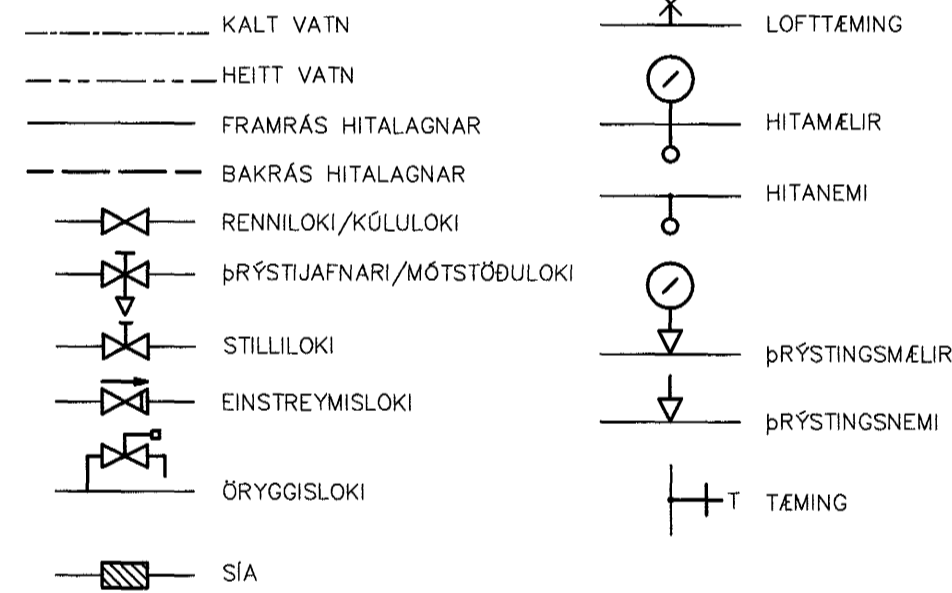 KALT VATN
HEITT VATN
FRAMRÁS HITALAGNAR
BAKRÁS HITALAGNAR
RENNILOKI/KÚLULOKI
ÞRÝSTIJAFNARI/MÓTSTÖÐULOKI
STILLILOKI
EINSTREYMISLOKI
ÖRYGGISLOKI
SÍA
LOFTTÆMING
HITAMÆLIR
HITANEMI
ÞRÝSTINGSMÆLIR
ÞRÝSTINGSNEMI
T TÆMING